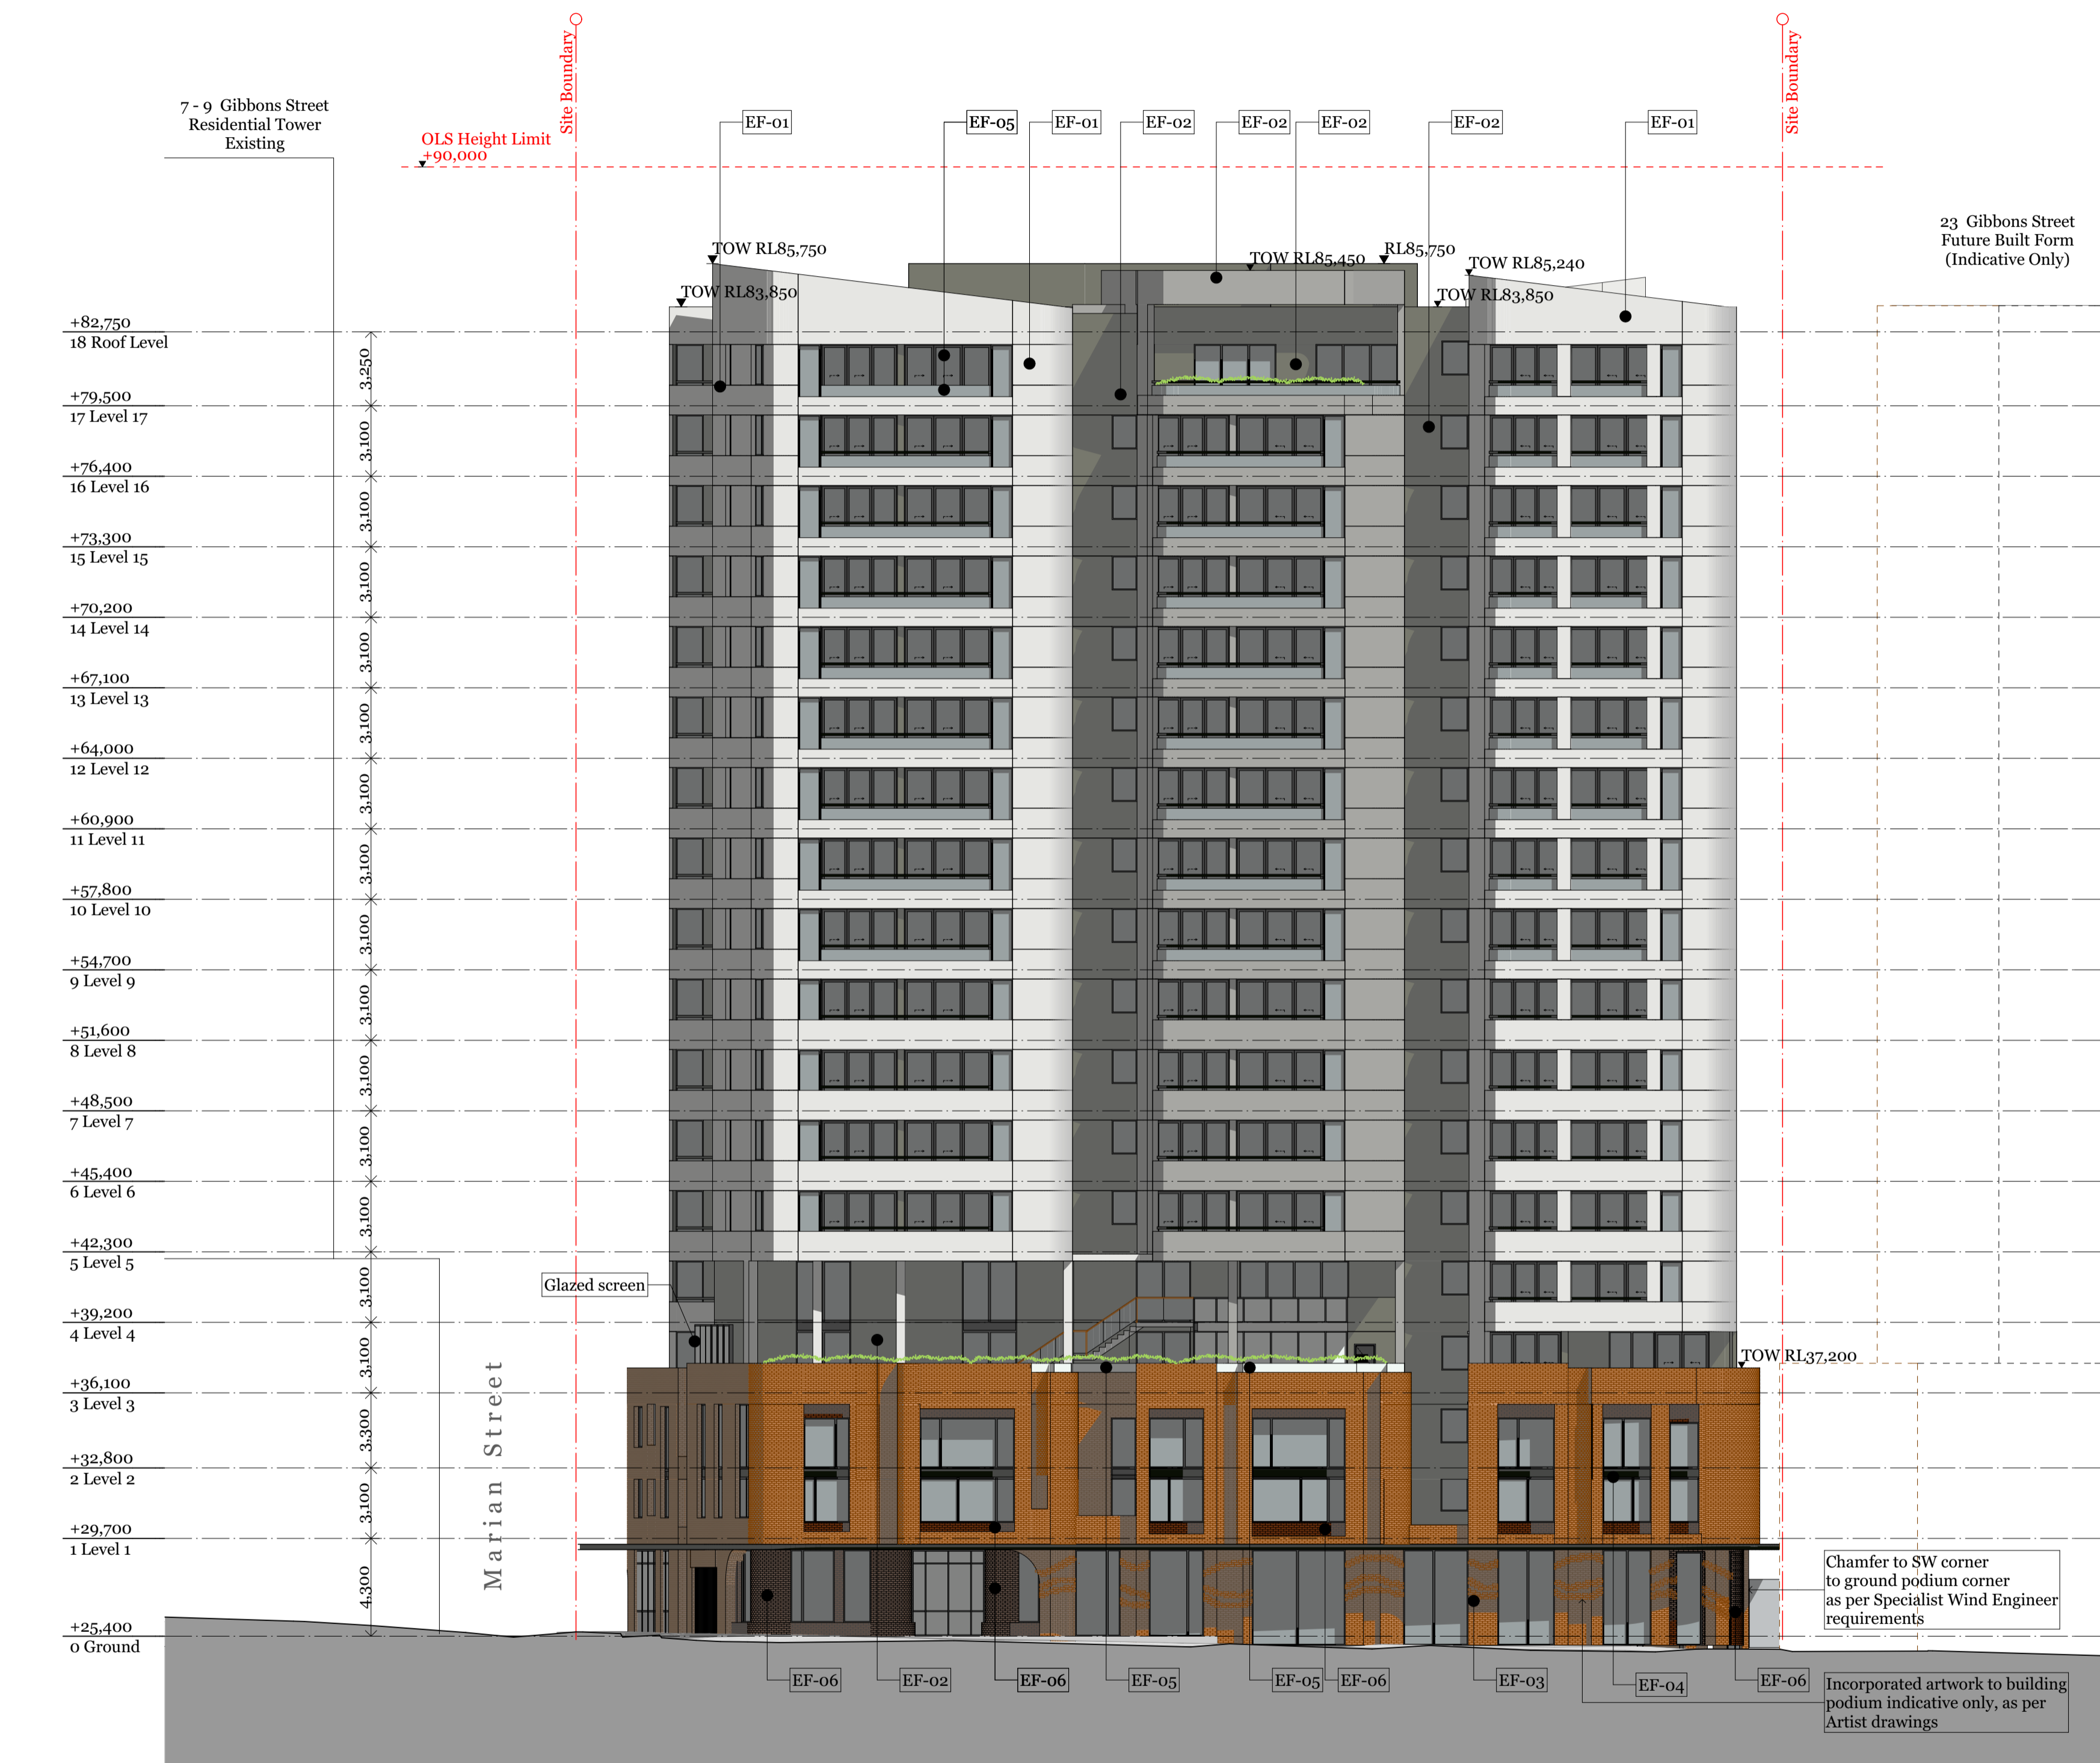 Site Boundary
Site Boundary
7 - 9 Gibbons Street
Residential Tower
Existing
OLS Height Limit
+90,000
EF-01
EF-05
EF-01
EF-02
EF-02
EF-02
EF-02
EF-01
23 Gibbons Street
Future Built Form
(Indicative Only)
TOW RL85,750
TOW RL85,450
RL85,750
TOW RL85,240
TOW RL83,850
TOW RL83,850
+82,750
18 Roof Level
3,250
+79,500
17 Level 17
3,100
+76,400
16 Level 16
3,100
+73,300
15 Level 15
3,100
+70,200
14 Level 14
3,100
+67,100
13 Level 13
3,100
+64,000
12 Level 12
3,100
+60,900
11 Level 11
3,100
+57,800
10 Level 10
3,100
+54,700
9 Level 9
3,100
+51,600
8 Level 8
3,100
+48,500
7 Level 7
3,100
+45,400
6 Level 6
3,100
+42,300
5 Level 5
3,100
Glazed screen
+39,200
4 Level 4
3,100
TOW RL37,200
+36,100
3 Level 3
3,300
+32,800
2 Level 2
3,100
+29,700
1 Level 1
4,300
+25,400
0 Ground
Marian Street
Chamfer to SW corner
to ground podium corner
as per Specialist Wind Engineer
requirements
EF-06
EF-02
EF-06
EF-05
EF-05
EF-06
EF-03
EF-04
EF-06
Incorporated artwork to building
podium indicative only, as per
Artist drawings